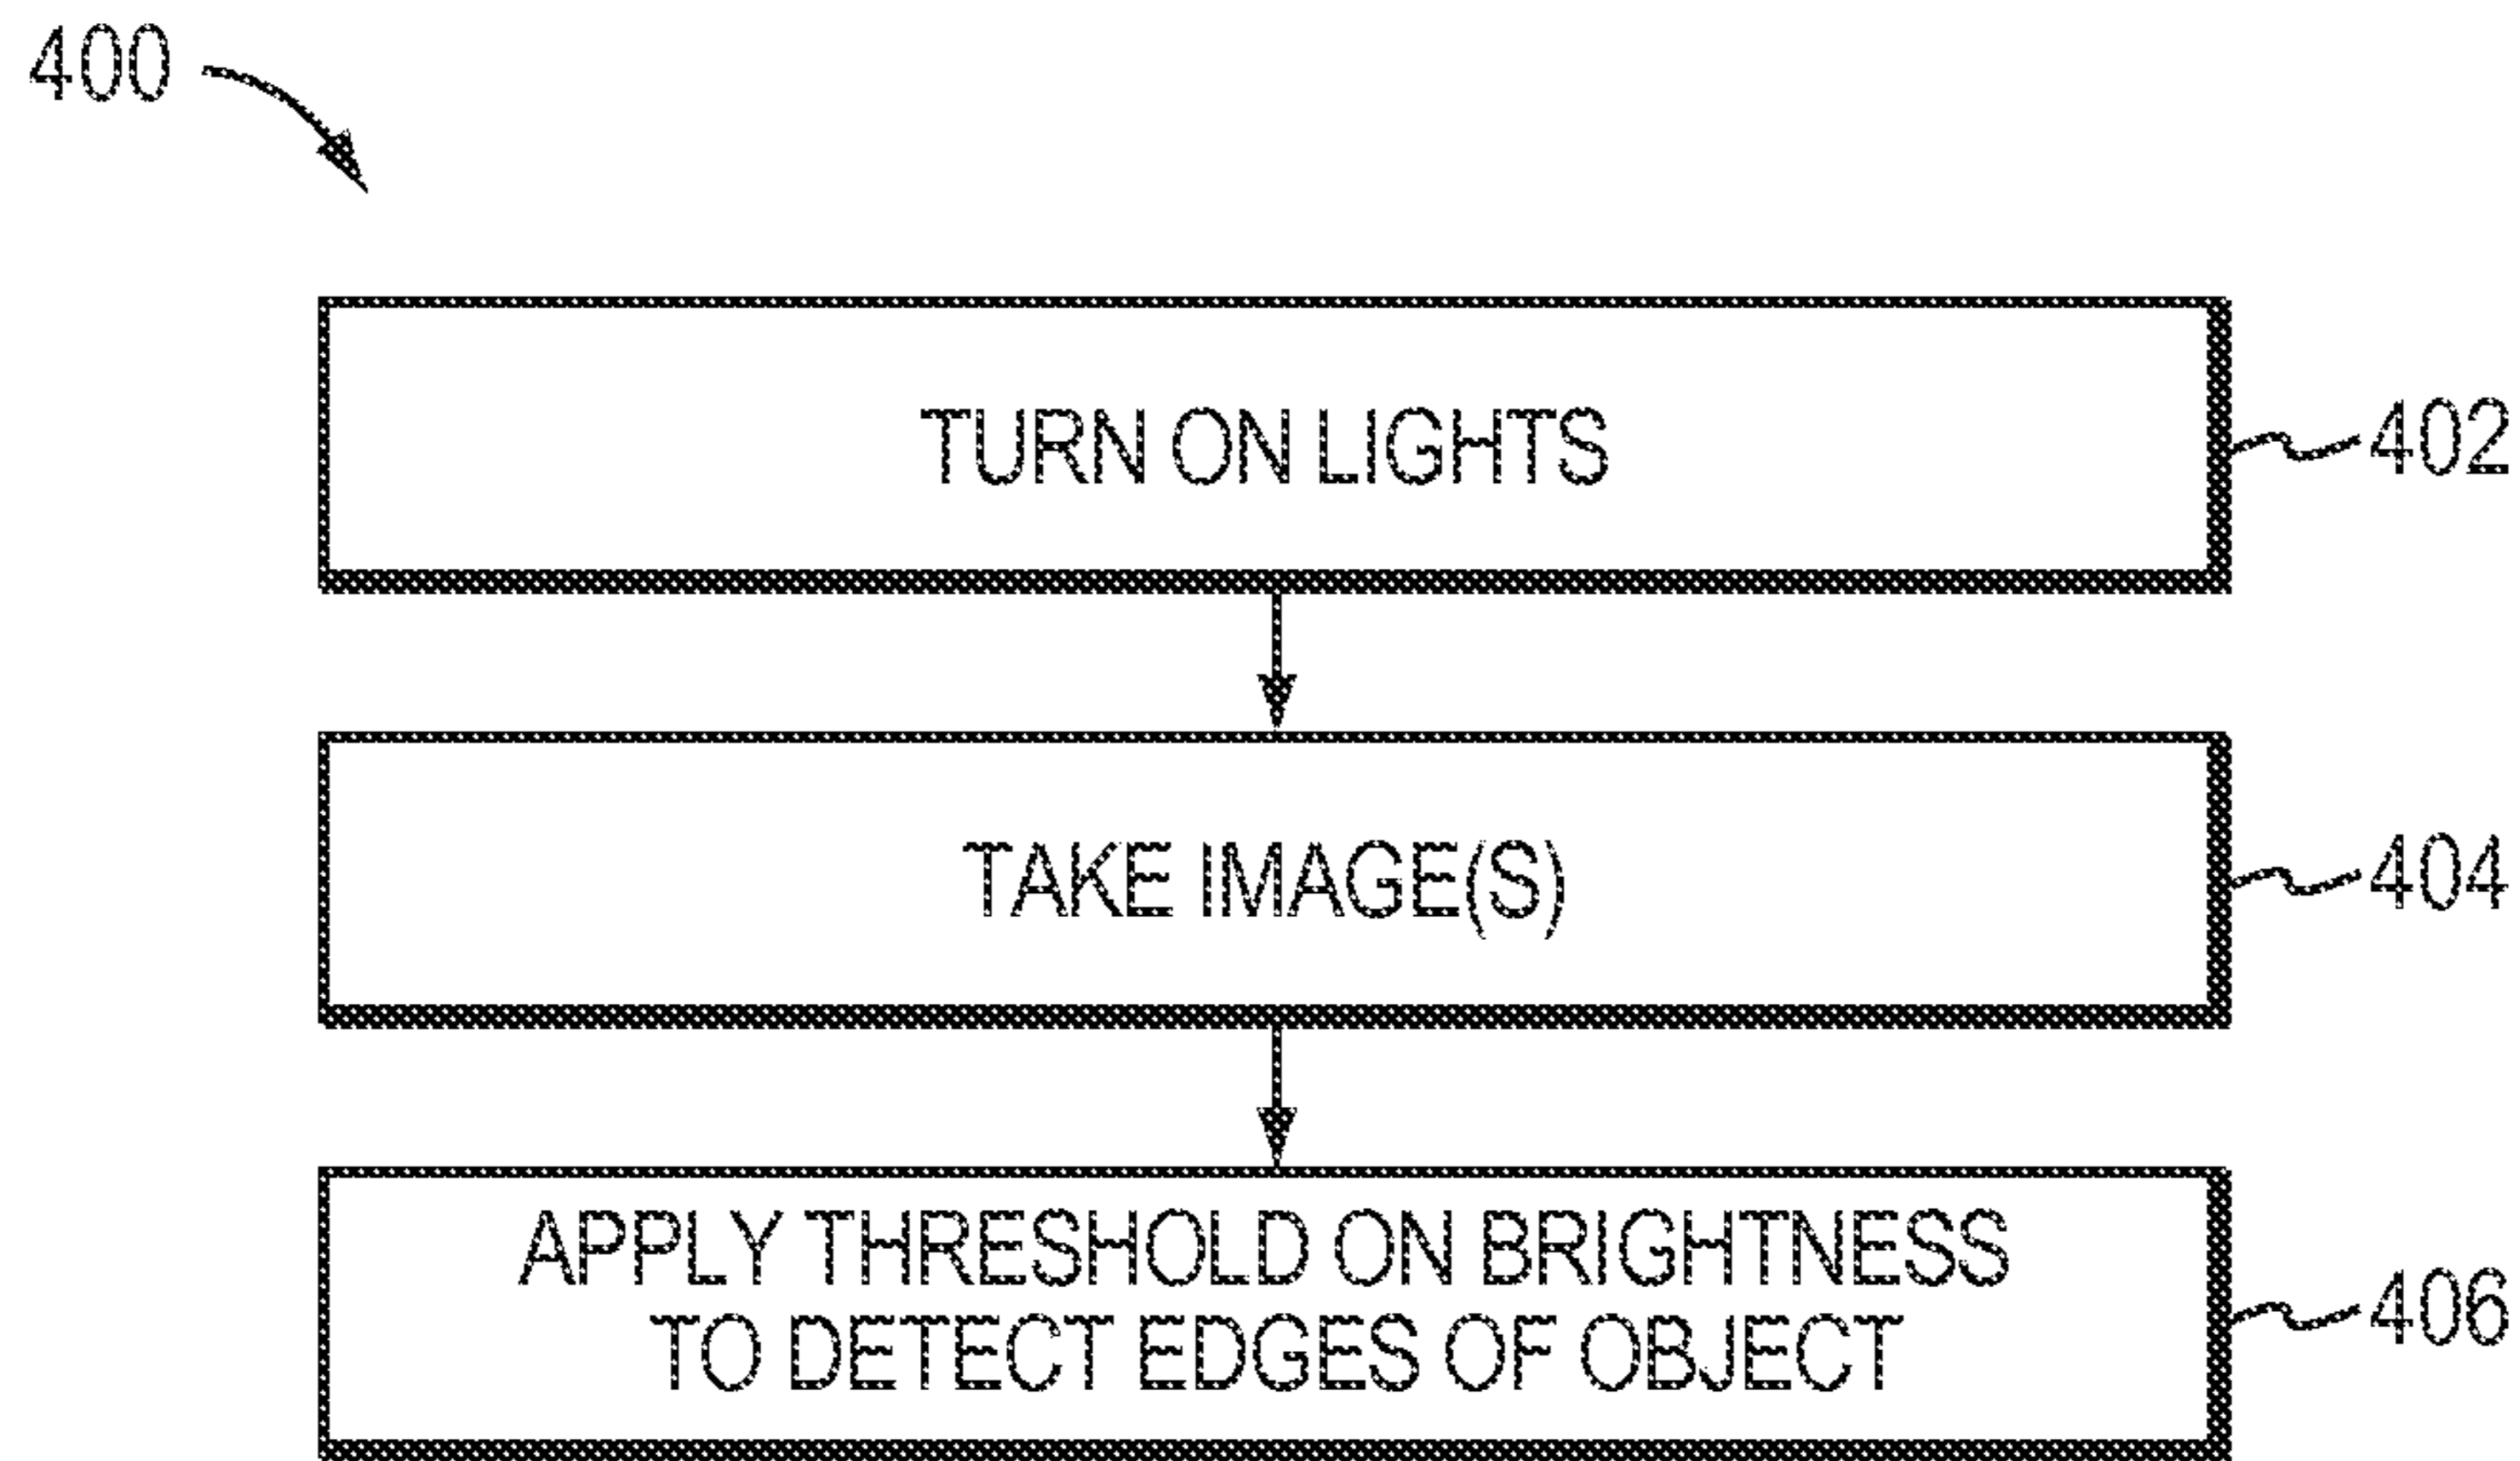 400
TURN ON LIGHTS
402
TAKE IMAGE(S)
404
APPLY THRESHOLD ON BRIGHTNESS
TO DETECT EDGES OF OBJECT
406